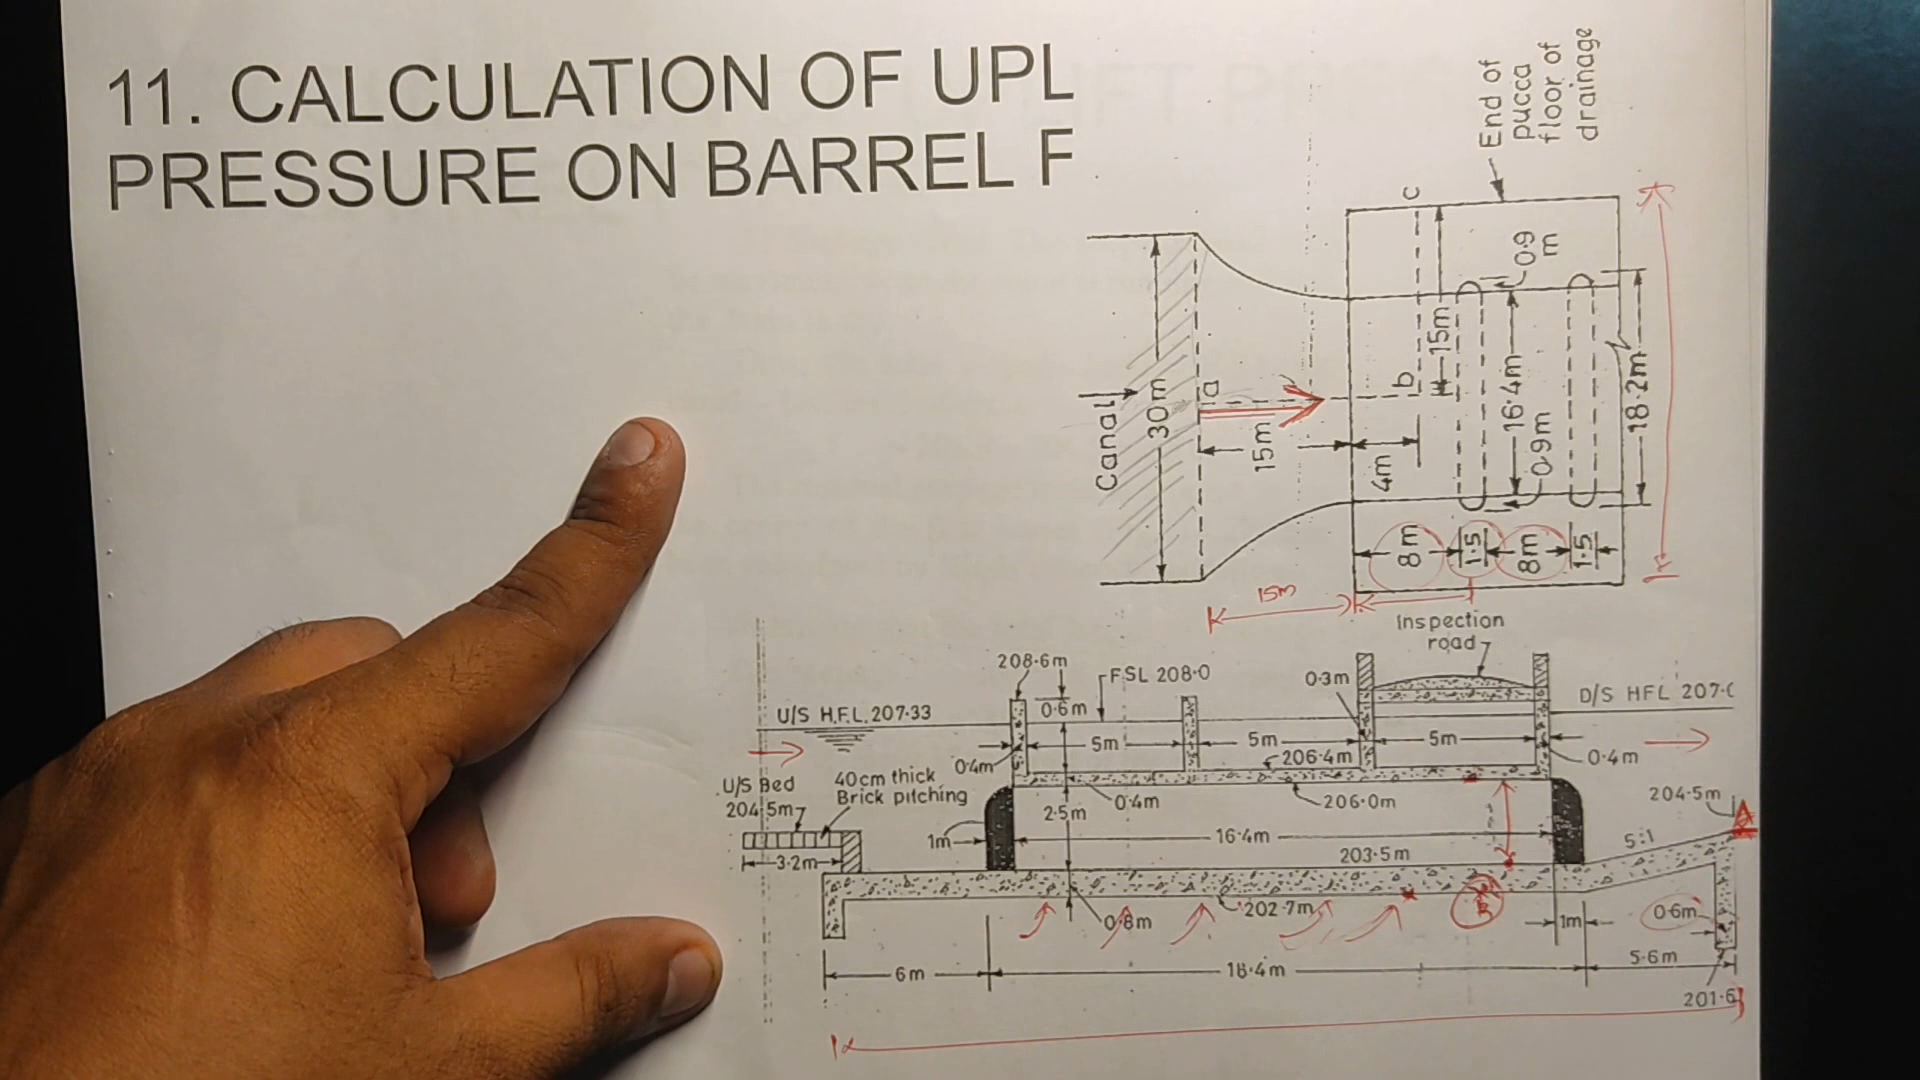 11. CALCULATION OF UPL
PRESSURE ON BARREL F
End of
pucca
floor of
drainage
Canal
30m
a
15m
4m
b
c
15m
0.9
m
16.4m
0.9m
18.2m
8m
1.5
8m
1.5
15m
Inspection
road
208.6m
FSL 208.0
0.3m
D/S HFL 207.
U/S H.F.L. 207.33
0.6m
5m
5m
5m
0.4m
206.4m
0.4m
U/S Bed
204.5m
40cm thick
Brick pitching
0.4m
206.0m
204.5m
2.5m
1m
16.4m
5:1
3.2m
203.5m
202.7m
0.8m
1m
0.6m
6m
18.4m
5.6m
201.6